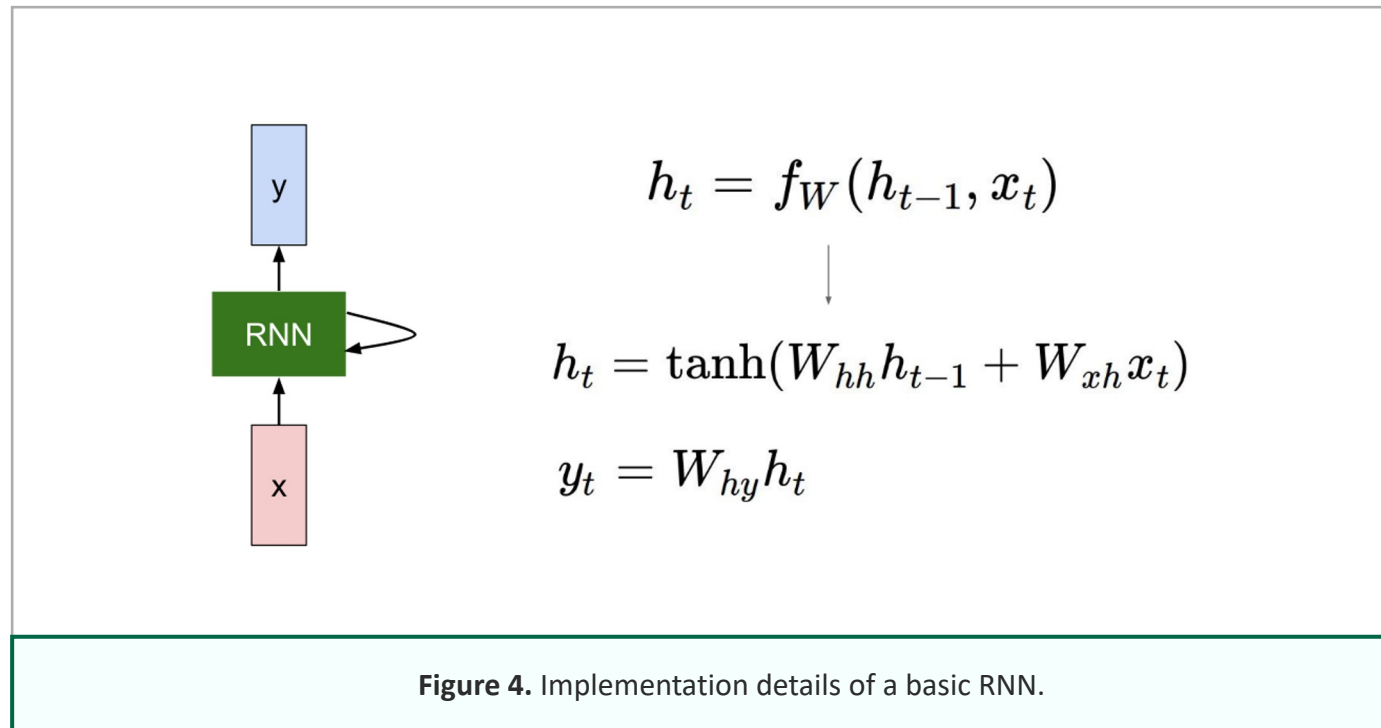 y
RNN
x
h_t = f_W(h_{t-1}, x_t)
h_t = tanh(W_{hh}h_{t-1} + W_{xh}x_t)
y_t = W_{hy}h_t
Figure 4. Implementation details of a basic RNN.